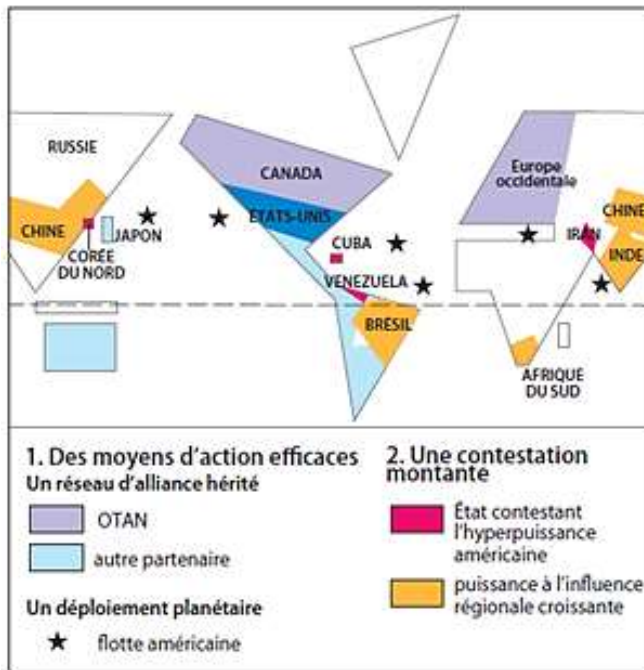 RUSSIE
CHINE
CORÉE
DU NORD
JAPON
CANADA
ÉTATS-UNIS
CUBA
VENEZUELA
BRÉSIL
Europe
occidentale
IRAN
CHINE
INDE
AFRIQUE
DU SUD
1. Des moyens d'action efficaces
Un réseau d'alliance hérité
OTAN
autre partenaire
Un déploiement planétaire
flotte américaine
2. Une contestation
montante
État contestant
l'hyperpuissance
américaine
puissance à l'influence
régionale croissante